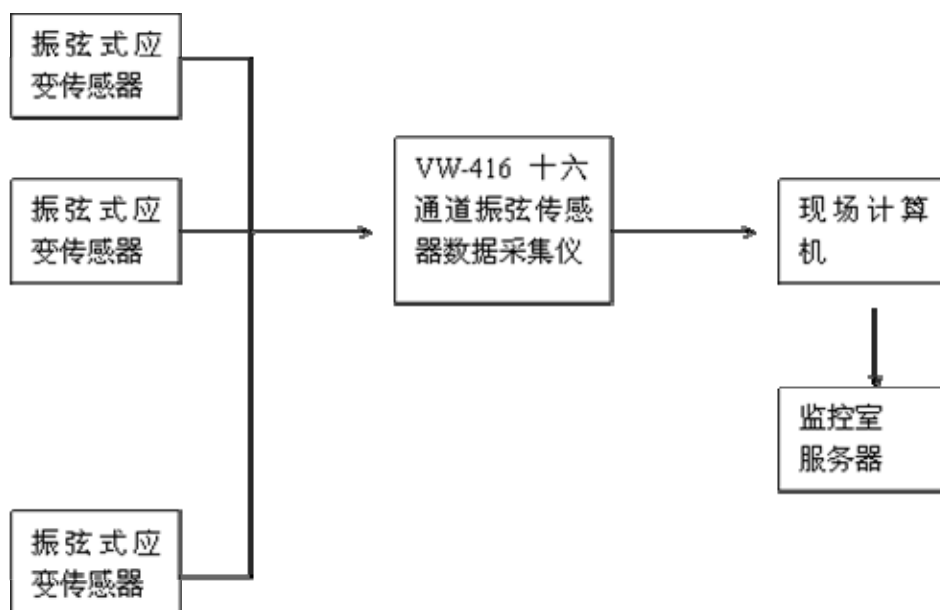 振弦式应
变传感器
振弦式应
变传感器
振弦式应
变传感器
VW-416 十六
通道振弦传感
器数据采集仪
现场计算
机
监控室
服务器